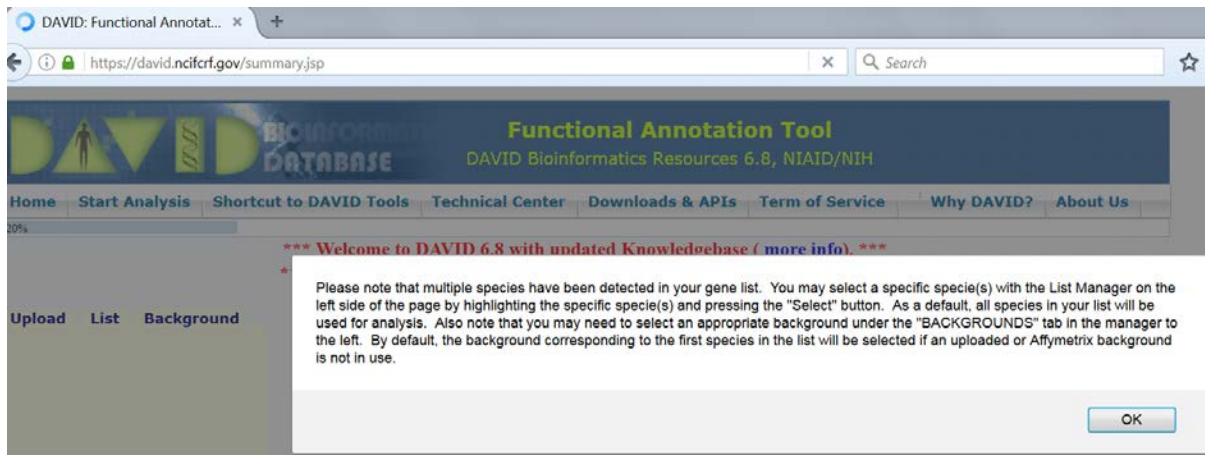 DAVID: Functional Annotat... × +
https://david.ncifcrf.gov/summary.jsp × Search
DAVID BIOINFORMATI
DATABASE
Functional Annotation Tool
DAVID Bioinformatics Resources 6.8, NIAID/NIH
Home Start Analysis Shortcut to DAVID Tools Technical Center Downloads & APIs Term of Service Why DAVID? About Us
20%
*** Welcome to DAVID 6.8 with updated Knowledgebase ( more info). ***
*
Please note that multiple species have been detected in your gene list. You may select a specific specie(s) with the List Manager on the
left side of the page by highlighting the specific specie(s) and pressing the "Select" button. As a default, all species in your list will be
used for analysis. Also note that you may need to select an appropriate background under the "BACKGROUNDS" tab in the manager to
the left. By default, the background corresponding to the first species in the list will be selected if an uploaded or Affymetrix background
is not in use.
Upload List Background
OK